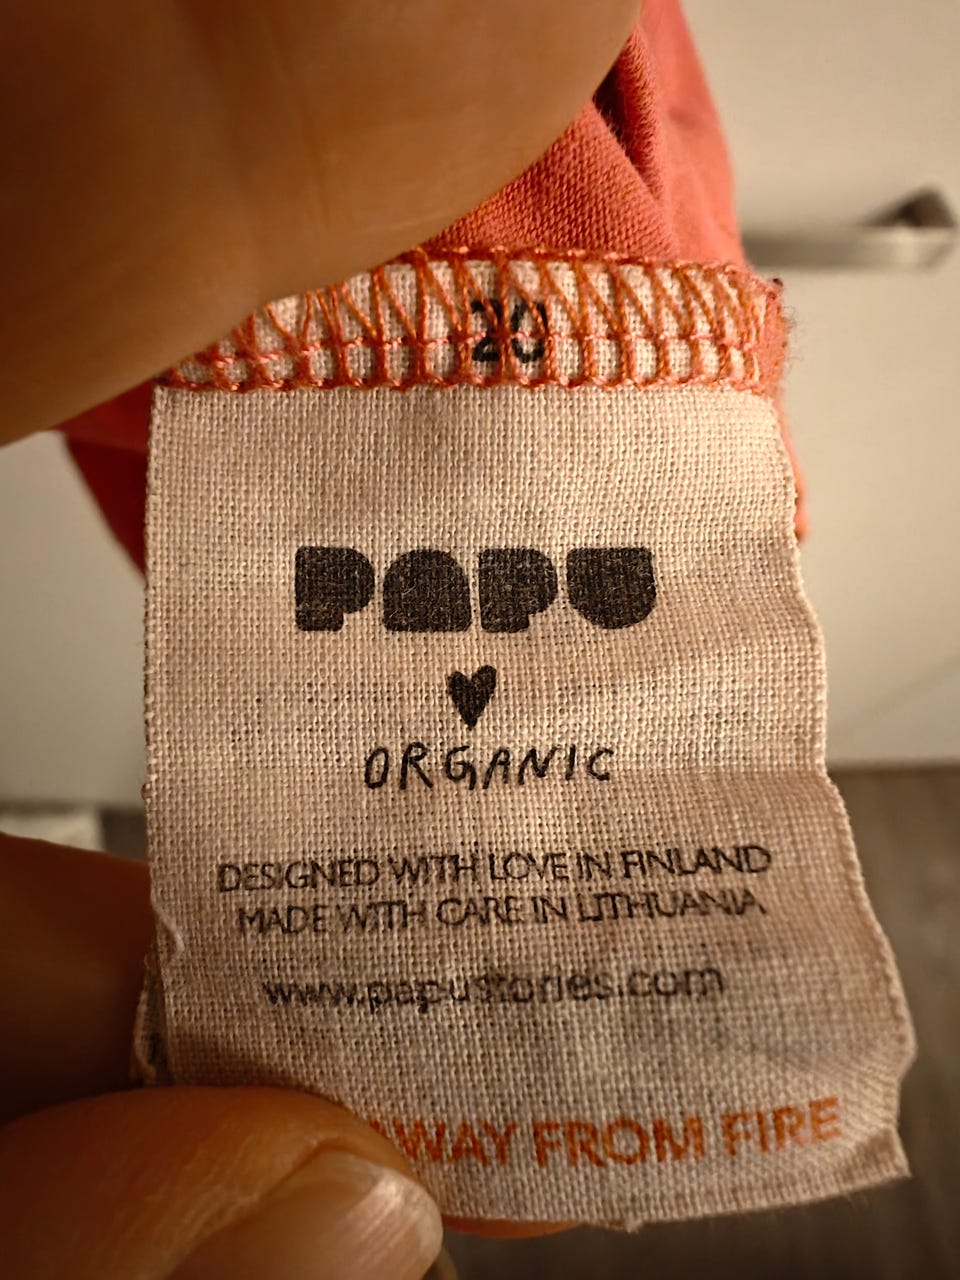 20
PAPU
ORGANIC
DESIGNED WITH LOVE IN FINLAND
MADE WITH CARE IN LITHUANIA
www.papustories.com
AWAY FROM FIRE